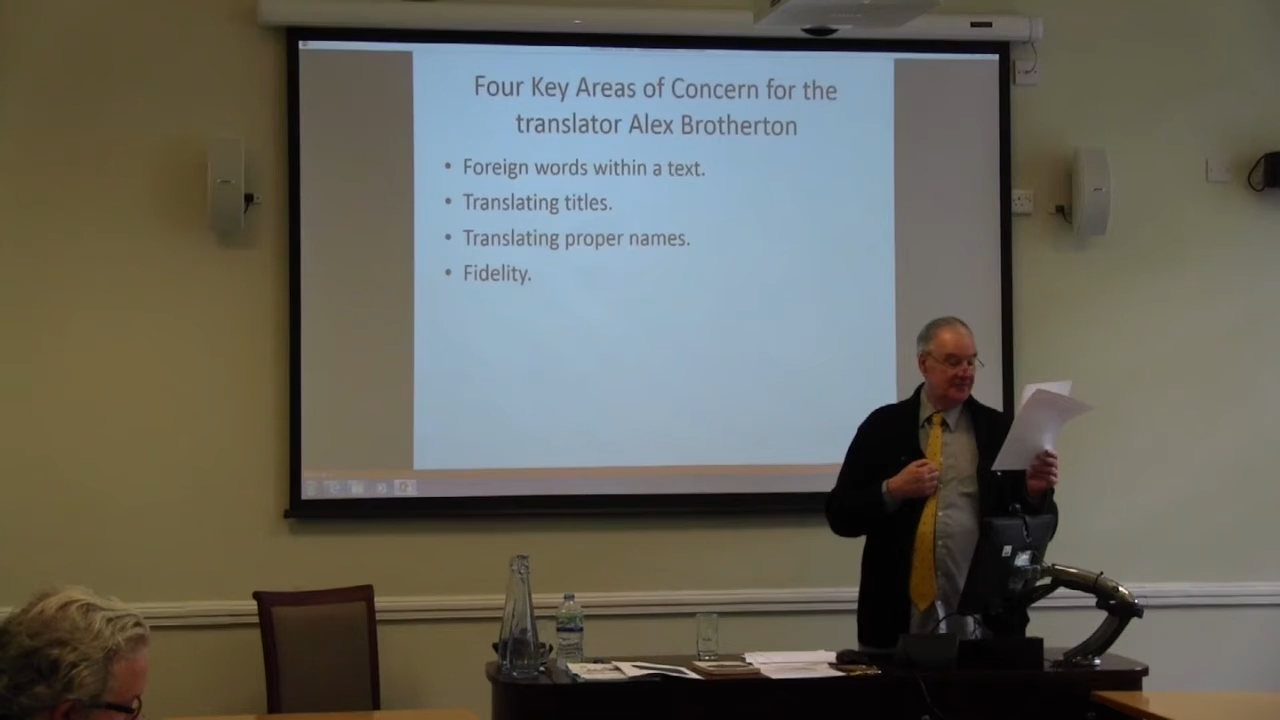 Four Key Areas of Concern for the
translator Alex Brotherton
• Foreign words within a text.
• Translating titles.
• Translating proper names.
• Fidelity.